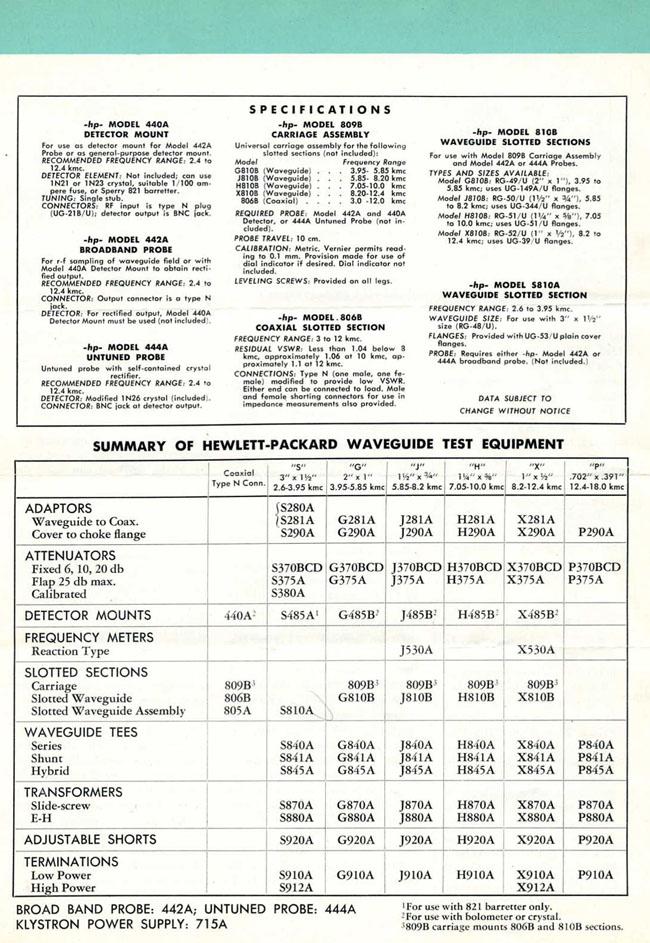 SPECIFICATIONS
-hp- MODEL 440A
DETECTOR MOUNT
For use as detector mount for Model 442A
Probe or as general-purpose detector mount.
RECOMMENDED FREQUENCY RANGE: 2.4 to
12.4 kmc.
DETECTOR ELEMENT: Not included; can use
1N21 or 1N23 crystal, suitable 1/100 am-
pere fuse, or Sperry 821 barretter.
TUNING: Single stub.
CONNECTORS: RF input is type N plug
(UG-21B/U); detector output is BNC jack.
-hp- MODEL 442A
BROADBAND PROBE
For r-f sampling of waveguide field or with
Model 440A Detector Mount to obtain recti-
fied output.
RECOMMENDED FREQUENCY RANGE: 2.4 to
12.4 kmc.
CONNECTOR: Output connector is a type N
jack.
DETECTOR: For rectified output, Model 440A
Detector Mount must be used (not included).
-hp- MODEL 444A
UNTUNED PROBE
Untuned probe with self-contained crystal
rectifier.
RECOMMENDED FREQUENCY RANGE: 2.4 to
12.4 kmc.
DETECTOR: Modified 1N26 crystal (included).
CONNECTOR: BNC jack at detector output.
-hp- MODEL 809B
CARRIAGE ASSEMBLY
Universal carriage assembly for the following
slotted sections (not included):
Model Frequency Range
G810B (Waveguide) . . . 3.95- 5.85 kmc
J810B (Waveguide) . . . 5.85- 8.20 kmc
H810B (Waveguide) . . . 7.05-10.0 kmc
X810B (Waveguide) . . . 8.20-12.4 kmc
806B (Coaxial) . . . . 3.0 -12.0 kmc
REQUIRED PROBE: Model 442A and 440A
Detector, or 444A Untuned Probe (not in-
cluded).
PROBE TRAVEL: 10 cm.
CALIBRATION: Metric. Vernier permits read-
ing to 0.1 mm. Provision made for use of
dial indicator if desired. Dial indicator not
included.
LEVELING SCREWS: Provided on all legs.
-hp- MODEL 806B
COAXIAL SLOTTED SECTION
FREQUENCY RANGE: 3 to 12 kmc.
RESIDUAL VSWR: Less than 1.04 below 8
kmc, approximately 1.06 at 10 kmc, ap-
proximately 1.1 at 12 kmc.
CONNECTIONS: Type N (one male, one fe-
male) modified to provide low VSWR.
Either end can be connected to load. Male
and female shorting connectors for use in
impedance measurements also provided.
-hp- MODEL 810B
WAVEGUIDE SLOTTED SECTIONS
For use with Model 809B Carriage Assembly
and Model 442A or 444A Probes.
TYPES AND SIZES AVAILABLE:
Model G810B: RG-49/U (2" x 1"), 3.95 to
5.85 kmc; uses UG-149A/U flanges.
Model J810B: RG-50/U (1½" x ¾"), 5.85
to 8.2 kmc; uses UG-344/U flanges.
Model H810B: RG-51/U (1¼" x ⅝"), 7.05
to 10.0 kmc; uses UG-51/U flanges.
Model X810B: RG-52/U (1" x ½"), 8.2 to
12.4 kmc; uses UG-39/U flanges.
-hp- MODEL S810A
WAVEGUIDE SLOTTED SECTION
FREQUENCY RANGE: 2.6 to 3.95 kmc.
WAVEGUIDE SIZE: For use with 3" x 1½"
size (RG-48/U).
FLANGES: Provided with UG-53/U plain cover
flanges.
PROBE: Requires either -hp- Model 442A or
444A broadband probe. (Not included.)
DATA SUBJECT TO
CHANGE WITHOUT NOTICE
SUMMARY OF HEWLETT-PACKARD WAVEGUIDE TEST EQUIPMENT
"S" "G" "J" "H" "X" "P"
Coaxial 3" x 1½" 2" x 1" 1½" x ¾" 1¼" x ⅝" 1" x ½" .702" x .391"
Type N Conn. 2.6-3.95 kmc 3.95-5.85 kmc 5.85-8.2 kmc 7.05-10.0 kmc 8.2-12.4 kmc 12.4-18.0 kmc
ADAPTORS S280A
Waveguide to Coax. S281A G281A J281A H281A X281A
Cover to choke flange S290A G290A J290A H290A X290A P290A
ATTENUATORS
Fixed 6, 10, 20 db S370BCD G370BCD J370BCD H370BCD X370BCD P370BCD
Flap 25 db max. S375A G375A J375A H375A X375A P375A
Calibrated S380A
DETECTOR MOUNTS 440A² S485A¹ G485B² J485B² H485B² X485B²
FREQUENCY METERS
Reaction Type J530A X530A
SLOTTED SECTIONS
Carriage 809B³ 809B³ 809B³ 809B³ 809B³
Slotted Waveguide 806B G810B J810B H810B X810B
Slotted Waveguide Assembly 805A S810A
WAVEGUIDE TEES
Series S840A G840A J840A H840A X840A P840A
Shunt S841A G841A J841A H841A X841A P841A
Hybrid S845A G845A J845A H845A X845A P845A
TRANSFORMERS
Slide-screw S870A G870A J870A H870A X870A P870A
E-H S880A G880A J880A H880A X880A P880A
ADJUSTABLE SHORTS S920A G920A J920A H920A X920A P920A
TERMINATIONS
Low Power S910A G910A J910A H910A X910A P910A
High Power S912A X912A
BROAD BAND PROBE: 442A; UNTUNED PROBE: 444A
KLYSTRON POWER SUPPLY: 715A
¹For use with 821 barretter only.
²For use with bolometer or crystal.
³809B carriage mounts 806B and 810B sections.